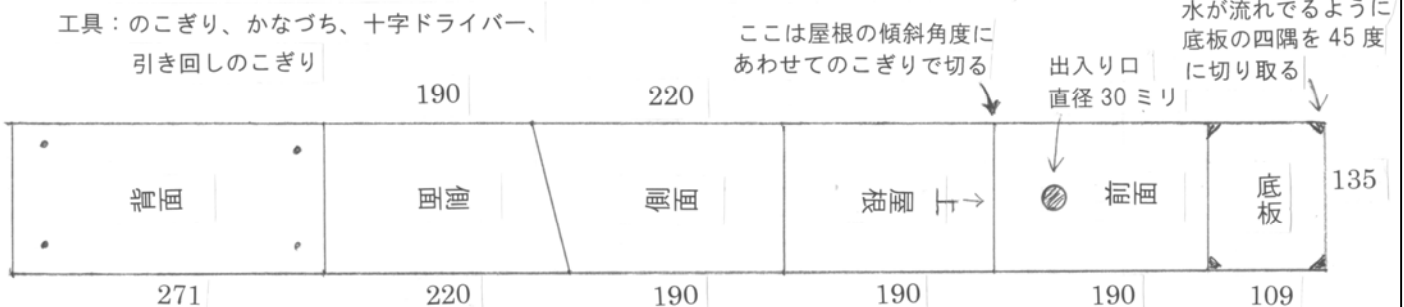 工具：のこぎり、かなづち、十字ドライバー、
引き回しのこぎり
ここは屋根の傾斜角度に
あわせてのこぎりで切る
出入り口
直径 30 ミリ
水が流れでるように
底板の四隅を 45 度
に切り取る
190
220
背面
側面
側面
屋根
上→
前面
底板
135
271
220
190
190
190
109